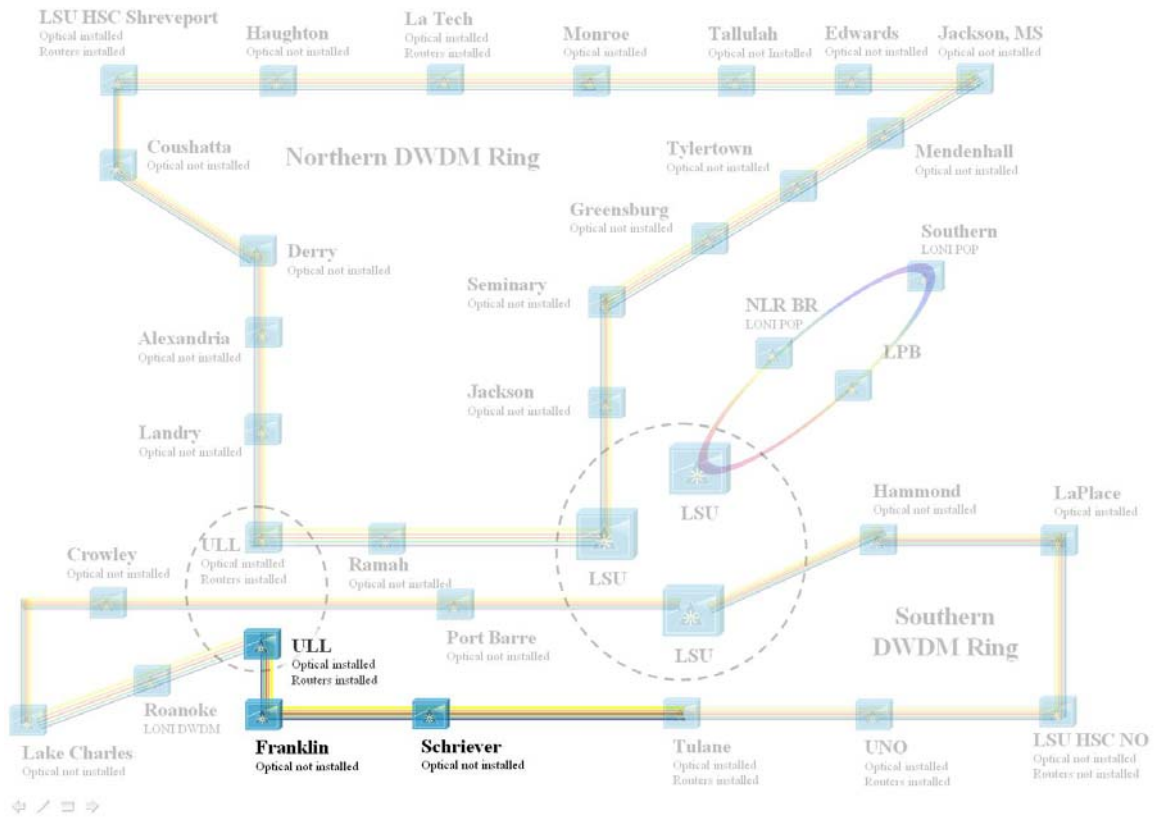 LSU HSC Shreveport
Optical installed
Routers installed
Haughton
Optical not installed
La Tech
Optical installed
Routers installed
Monroe
Optical not installed
Tallulah
Optical not Installed
Edwards
Optical not installed
Jackson, MS
Optical not installed
Coushatta
Optical not installed
Northern DWDM Ring
Tylertown
Optical not installed
Mendenhall
Optical not installed
Greensburg
Optical not installed
Southern
LONI POP
Derry
Optical not installed
Seminary
Optical not installed
NLR BR
LONI POP
LPB
Alexandria
Optical not installed
Jackson
Optical not installed
Landry
Optical not installed
LSU
Hammond
Optical not installed
LaPlace
Optical installed
ULL
Optical installed
Routers installed
Ramah
Optical not installed
LSU
Crowley
Optical not installed
Port Barre
Optical not installed
LSU
Southern
DWDM Ring
ULL
Optical installed
Routers installed
Roanoke
LONI DWDM
Lake Charles
Optical not installed
Franklin
Optical not installed
Schriever
Optical not installed
Tulane
Optical installed
Routers installed
UNO
Optical installed
Routers installed
LSU HSC NO
Optical installed
Routers not installed